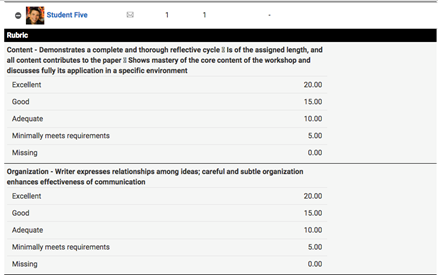 Student Five 1 1 -
Rubric
Content - Demonstrates a complete and thorough reflective cycle ▯ Is of the assigned length, and
all content contributes to the paper ▯ Shows mastery of the core content of the workshop and
discusses fully its application in a specific environment
Excellent 20.00
Good 15.00
Adequate 10.00
Minimally meets requirements 5.00
Missing 0.00
Organization - Writer expresses relationships among ideas; careful and subtle organization
enhances effectiveness of communication
Excellent 20.00
Good 15.00
Adequate 10.00
Minimally meets requirements 5.00
Missing 0.00